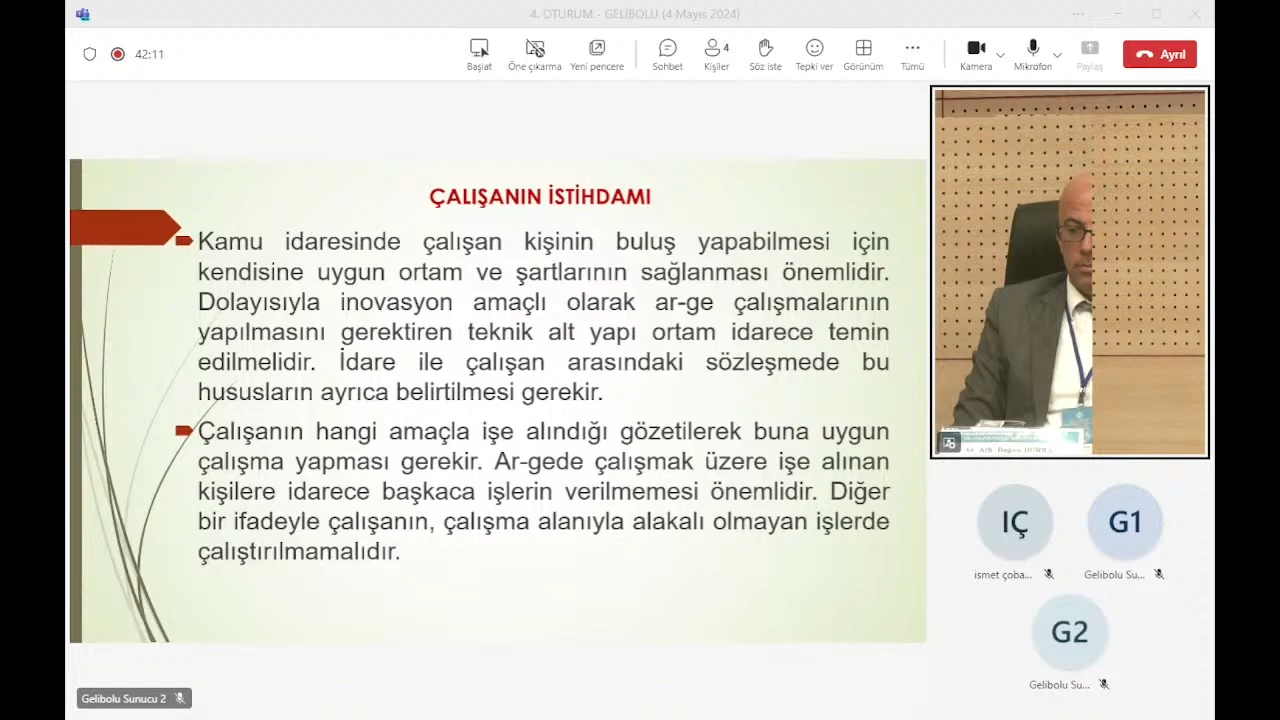 4. OTURUM - GELİBOLU (4 Mayıs 2024)
42:11
Başlat
Öne çıkarma
Yeni pencere
Sohbet
4
Kişiler
Söz iste
Tepki ver
Görünüm
Tümü
Kamera
Mikrofon
Paylaş
Ayrıl
ÇALIŞANIN İSTİHDAMI
Kamu idaresinde çalışan kişinin buluş yapabilmesi için
kendisine uygun ortam ve şartlarının sağlanması önemlidir.
Dolayısıyla inovasyon amaçlı olarak ar-ge çalışmalarının
yapılmasını gerektiren teknik alt yapı ortam idarece temin
edilmelidir. İdare ile çalışan arasındaki sözleşmede bu
hususların ayrıca belirtilmesi gerekir.
Çalışanın hangi amaçla işe alındığı gözetilerek buna uygun
çalışma yapması gerekir. Ar-gede çalışmak üzere işe alınan
kişilere idarece başkaca işlerin verilmemesi önemlidir. Diğer
bir ifadeyle çalışanın, çalışma alanıyla alakalı olmayan işlerde
çalıştırılmamalıdır.
IÇ
G1
ismet çoba...
Gelibolu Su...
G2
Gelibolu Su...
Gelibolu Sunucu 2